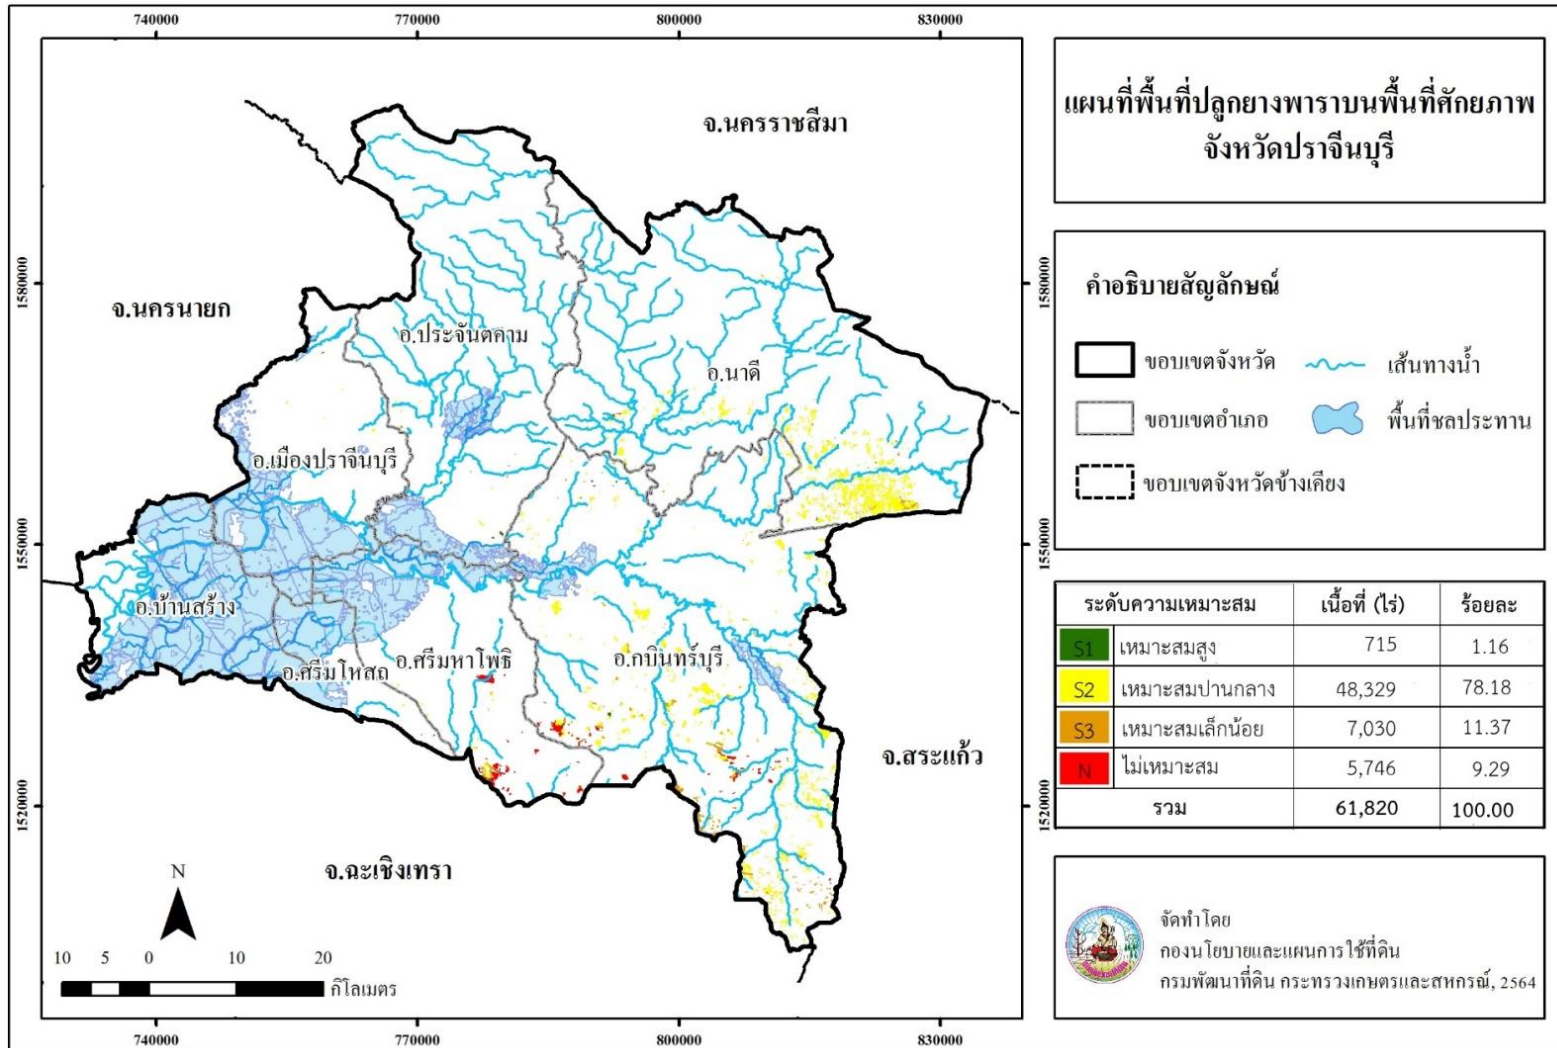 740000 770000 800000 830000
แผนที่พื้นที่ปลูกยางพาราบนพื้นที่ศักยภาพ
จังหวัดปราจีนบุรี
จ.นครราชสีมา
จ.นครนายก
อ.ประจันตคาม
อ.นาดี
อ.เมืองปราจีนบุรี
อ.บ้านสร้าง
อ.ศรีมโหสถ
อ.ศรีมหาโพธิ
อ.กบินทร์บุรี
จ.สระแก้ว
จ.ฉะเชิงเทรา
1580000
1550000
1520000
1580000
1550000
1520000
N
10 5 0 10 20
กิโลเมตร
740000 770000 800000 830000
คำอธิบายสัญลักษณ์
ขอบเขตจังหวัด เส้นทางน้ำ
ขอบเขตอำเภอ พื้นที่ชลประทาน
ขอบเขตจังหวัดข้างเคียง
ระดับความเหมาะสม เนื้อที่ (ไร่) ร้อยละ
S1 เหมาะสมสูง 715 1.16
S2 เหมาะสมปานกลาง 48,329 78.18
S3 เหมาะสมเล็กน้อย 7,030 11.37
N ไม่เหมาะสม 5,746 9.29
รวม 61,820 100.00
จัดทำโดย
กองนโยบายและแผนการใช้ที่ดิน
กรมพัฒนาที่ดิน กระทรวงเกษตรและสหกรณ์, 2564